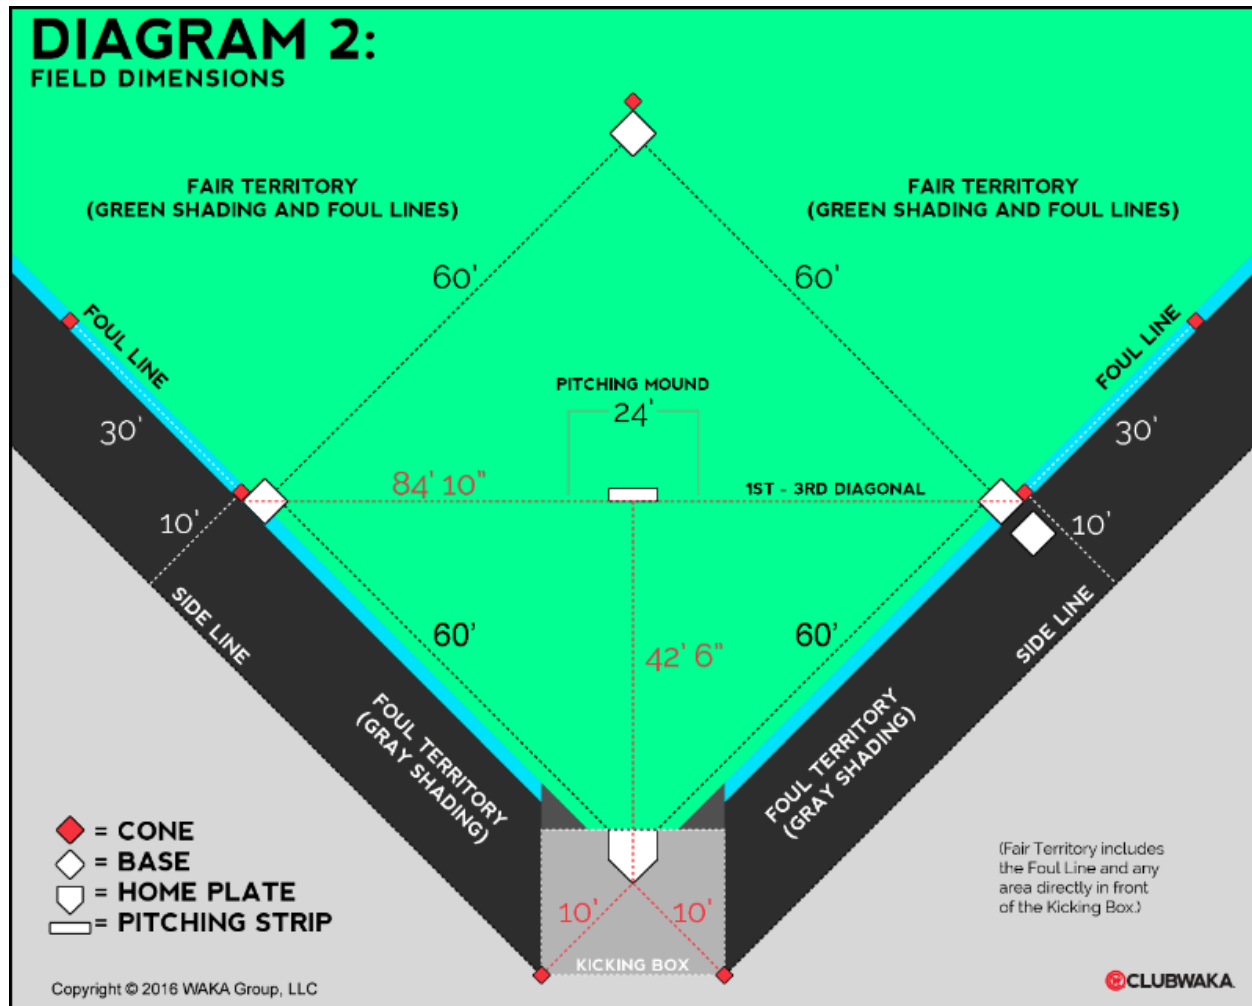 DIAGRAM 2:
FIELD DIMENSIONS
FAIR TERRITORY
(GREEN SHADING AND FOUL LINES)
FAIR TERRITORY
(GREEN SHADING AND FOUL LINES)
60'
60'
FOUL LINE
FOUL LINE
PITCHING MOUND
24'
30'
30'
84' 10"
1ST - 3RD DIAGONAL
10'
10'
SIDE LINE
SIDE LINE
60'
60'
42' 6"
FOUL TERRITORY
(GRAY SHADING)
FOUL TERRITORY
(GRAY SHADING)
= CONE
= BASE
= HOME PLATE
= PITCHING STRIP
(Fair Territory includes
the Foul Line and any
area directly in front
of the Kicking Box.)
10'
10'
KICKING BOX
Copyright © 2016 WAKA Group, LLC
CLUBWAKA